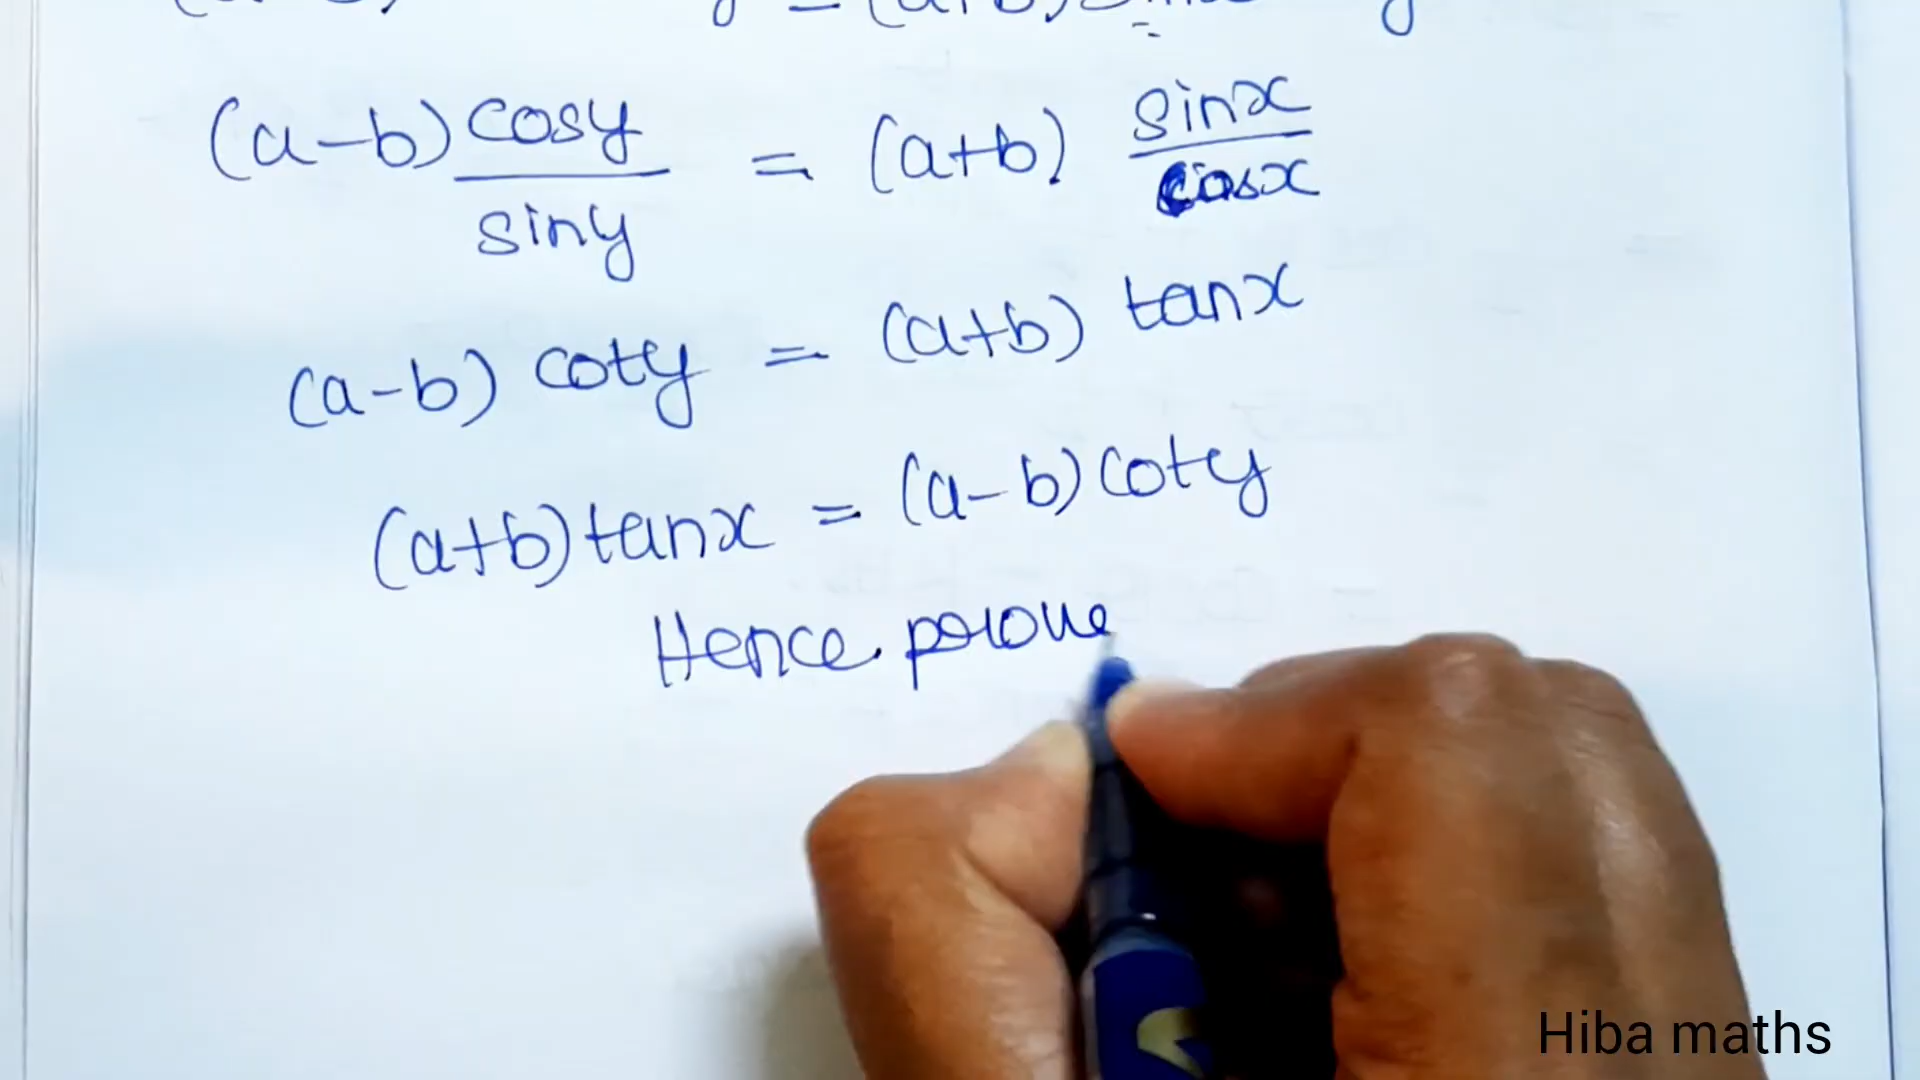 (a-b) cosy/siny = (a+b) sinx/cosx
(a-b) coty = (a+b) tanx
(a+b) tanx = (a-b) coty
Hence prove
Hiba maths